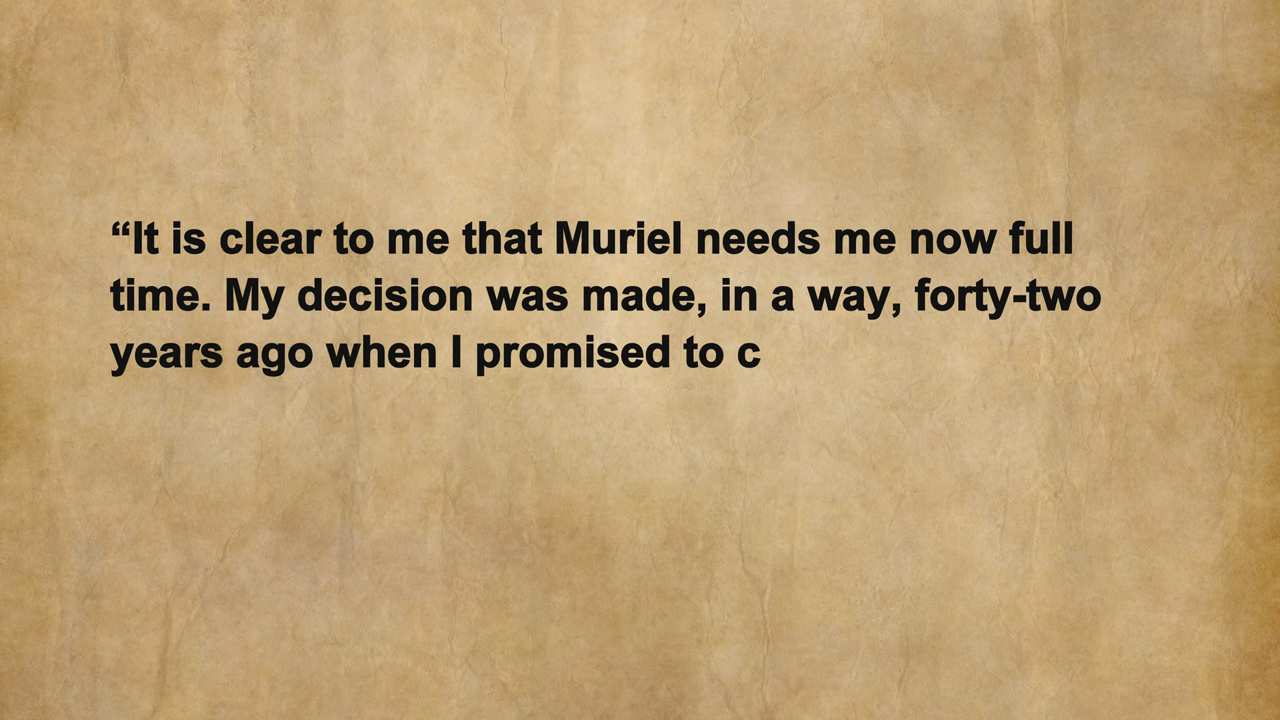 “It is clear to me that Muriel needs me now full
time. My decision was made, in a way, forty-two
years ago when I promised to c